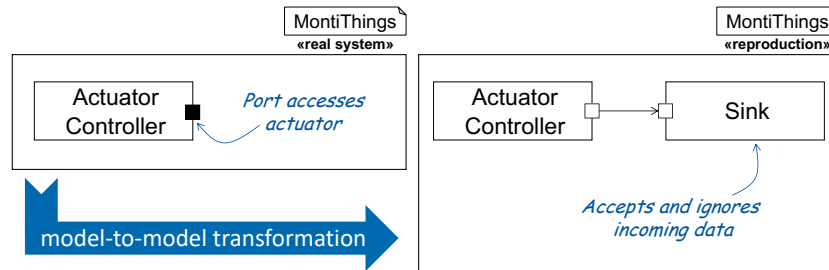 MontiThings
«real system»
Actuator
Controller
Port accesses
actuator
model-to-model transformation
MontiThings
«reproduction»
Actuator
Controller
Sink
Accepts and ignores
incoming data